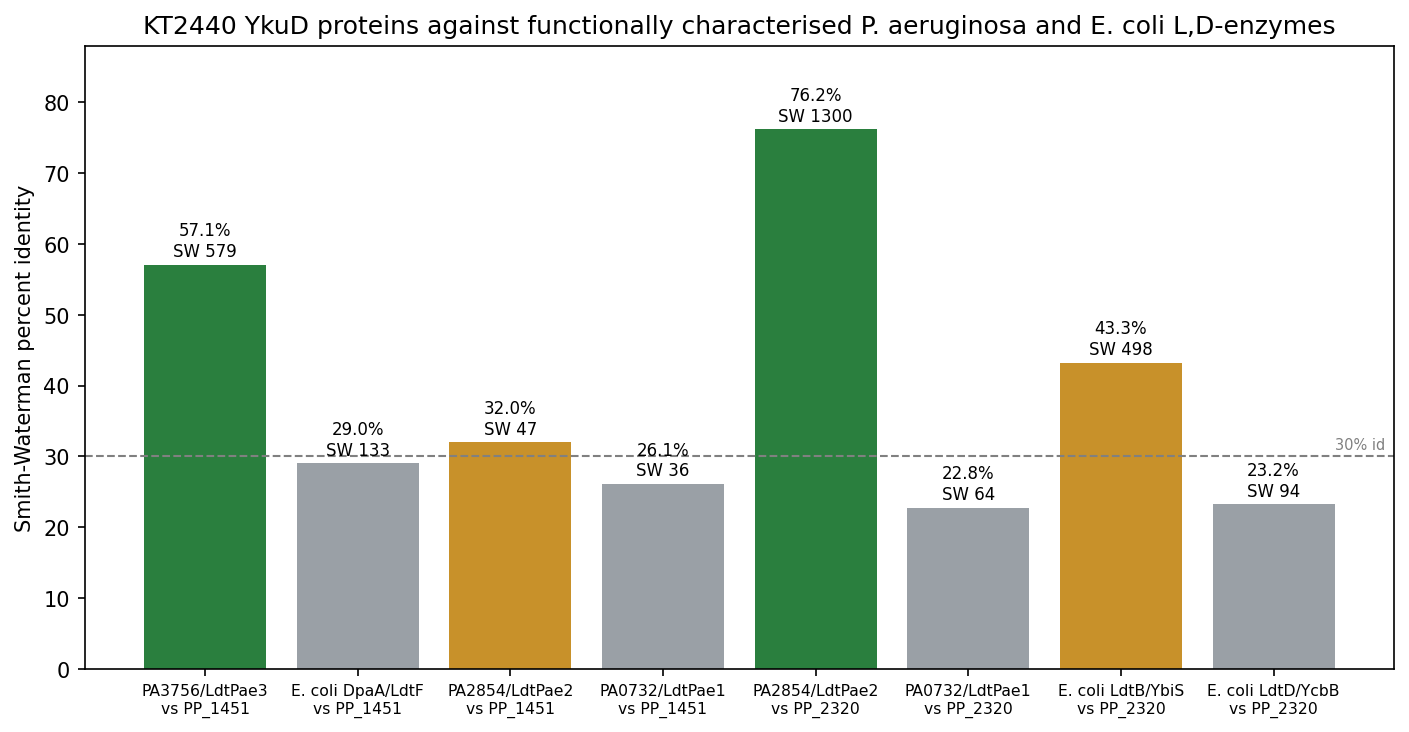 KT2440 YkuD proteins against functionally characterised P. aeruginosa and E. coli L,D-enzymes
Smith-Waterman percent identity
80
70
60
50
40
30
20
10
0
57.1%
SW 579
29.0%
SW 133
32.0%
SW 47
26.1%
SW 36
76.2%
SW 1300
22.8%
SW 64
43.3%
SW 498
23.2%
SW 94
30% id
PA3756/LdtPae3
vs PP_1451
E. coli DpaA/LdtF
vs PP_1451
PA2854/LdtPae2
vs PP_1451
PA0732/LdtPae1
vs PP_1451
PA2854/LdtPae2
vs PP_2320
PA0732/LdtPae1
vs PP_2320
E. coli LdtB/YbiS
vs PP_2320
E. coli LdtD/YcbB
vs PP_2320